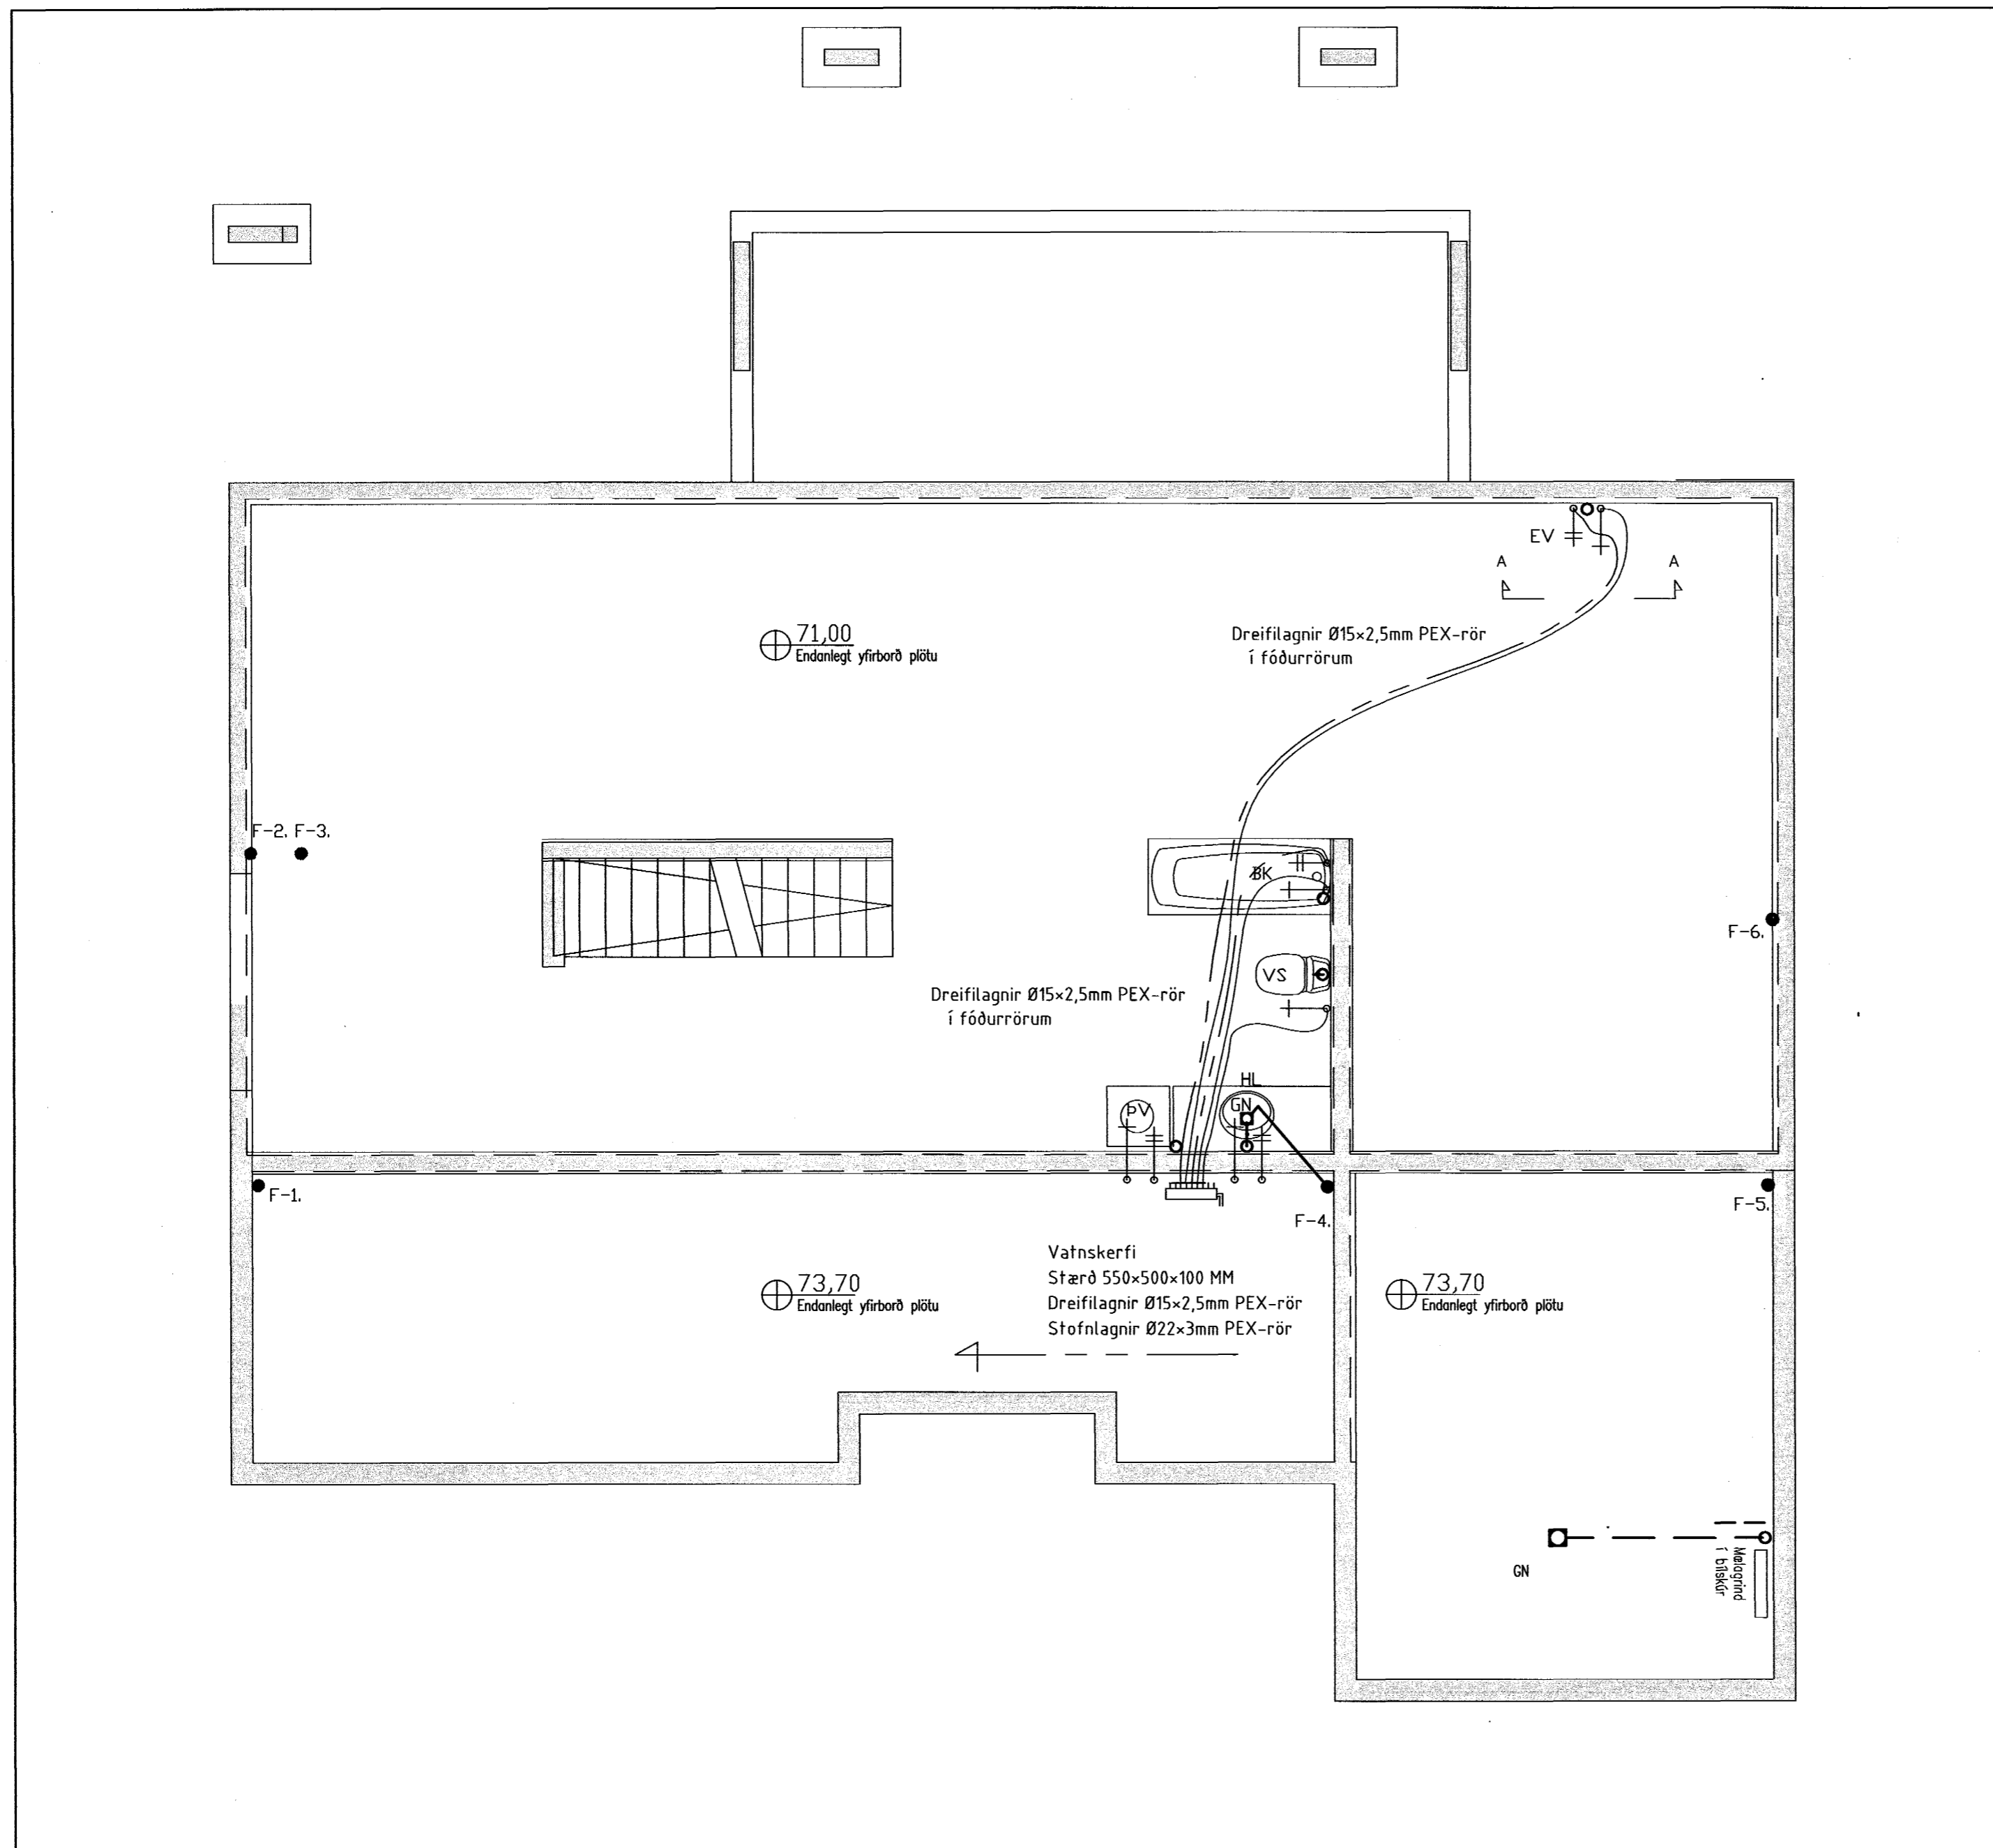 EV
A
A
71,00
Endanlegt yfirborð plötu
Dreifilagnir Ø15×2,5mm PEX-rör
í fóðurrörum
F-2. F-3.
BK
F-6.
VS
Dreifilagnir Ø15×2,5mm PEX-rör
í fóðurrörum
HL
GN
ÞV
F-1.
F-4.
F-5.
Vatnskerfi
Stærð 550×500×100 MM
Dreifilagnir Ø15×2,5mm PEX-rör
Stofnlagnir Ø22×3mm PEX-rör
73,70
Endanlegt yfirborð plötu
73,70
Endanlegt yfirborð plötu
GN
Mælagrind
í bílskúr